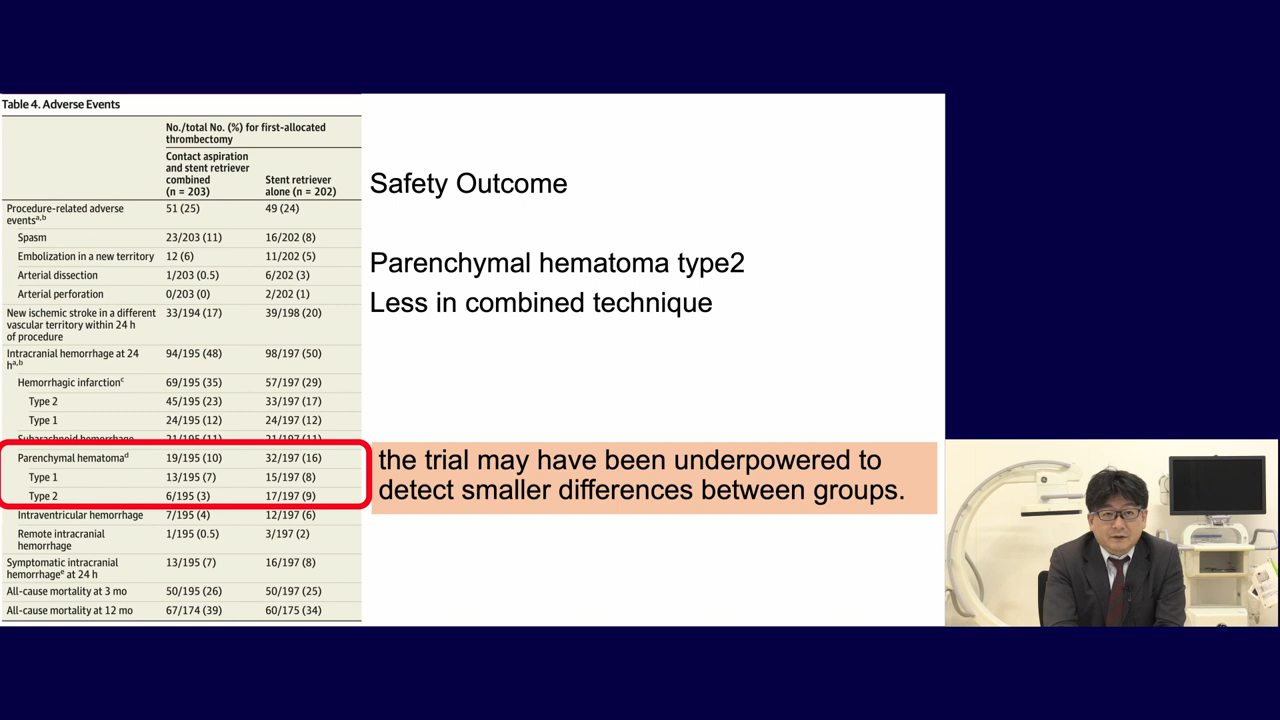 Table 4. Adverse Events
No./total No. (%) for first-allocated
thrombectomy
Contact aspiration
and stent retriever
combined
(n = 203)
Stent retriever
alone (n = 202)
Procedure-related adverse
events^a,b 51 (25) 49 (24)
Spasm 23/203 (11) 16/202 (8)
Embolization in a new territory 12 (6) 11/202 (5)
Arterial dissection 1/203 (0.5) 6/202 (3)
Arterial perforation 0/203 (0) 2/202 (1)
New ischemic stroke in a different
vascular territory within 24 h
of procedure 33/194 (17) 39/198 (20)
Intracranial hemorrhage at 24
h^a,b 94/195 (48) 98/197 (50)
Hemorrhagic infarction^c 69/195 (35) 57/197 (29)
Type 2 45/195 (23) 33/197 (17)
Type 1 24/195 (12) 24/197 (12)
Subarachnoid hemorrhage 21/195 (11) 21/197 (11)
Parenchymal hematoma^d 19/195 (10) 32/197 (16)
Type 1 13/195 (7) 15/197 (8)
Type 2 6/195 (3) 17/197 (9)
Intraventricular hemorrhage 7/195 (4) 12/197 (6)
Remote intracranial
hemorrhage 1/195 (0.5) 3/197 (2)
Symptomatic intracranial
hemorrhage^e at 24 h 13/195 (7) 16/197 (8)
All-cause mortality at 3 mo 50/195 (26) 50/197 (25)
All-cause mortality at 12 mo 67/174 (39) 60/175 (34)
Safety Outcome
Parenchymal hematoma type2
Less in combined technique
the trial may have been underpowered to
detect smaller differences between groups.